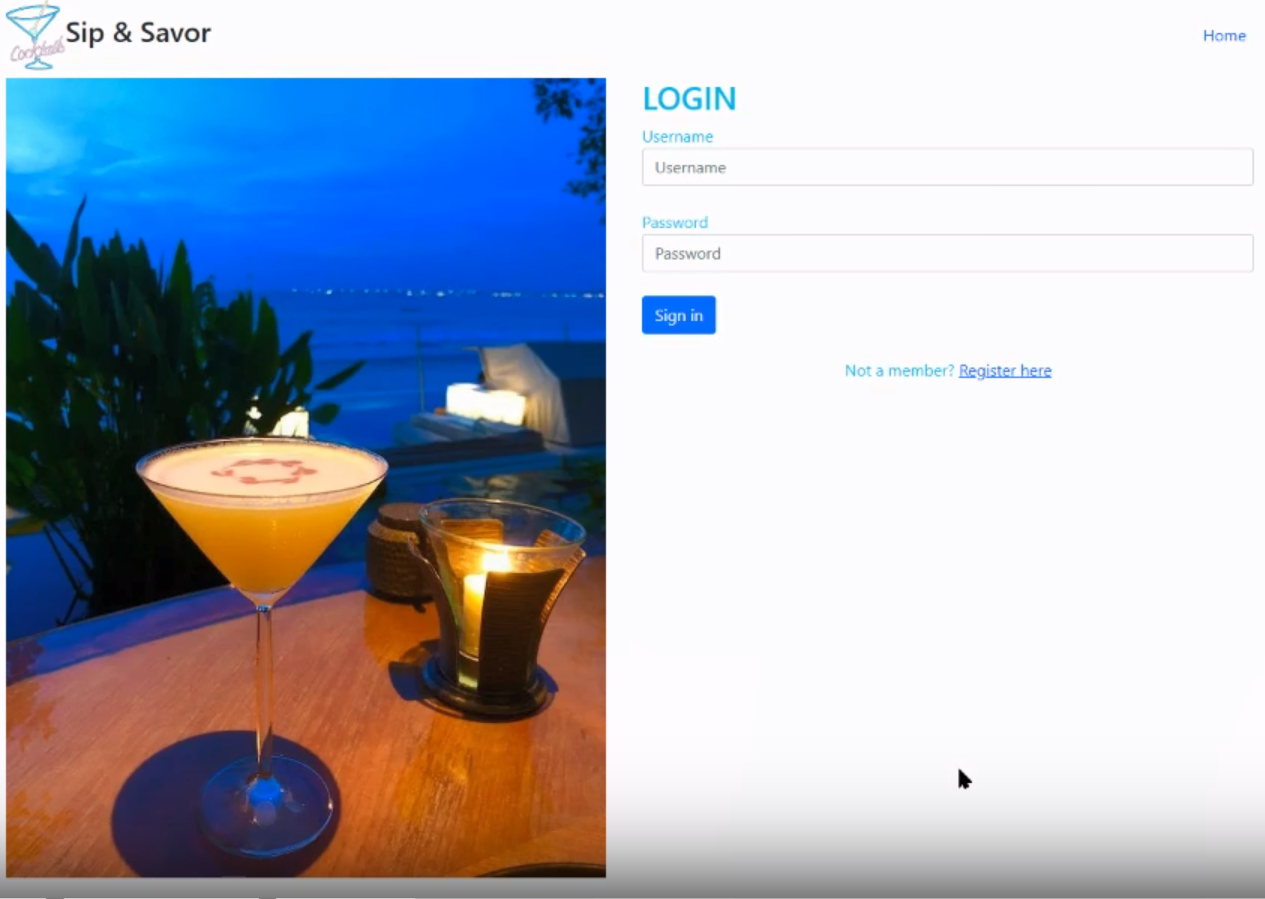 Cocktails
Sip & Savor
Home
LOGIN
Username
Username
Password
Password
Sign in
Not a member? Register here